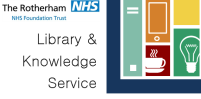 The Rotherham NHS
NHS Foundation Trust
Library &
Knowledge
Service